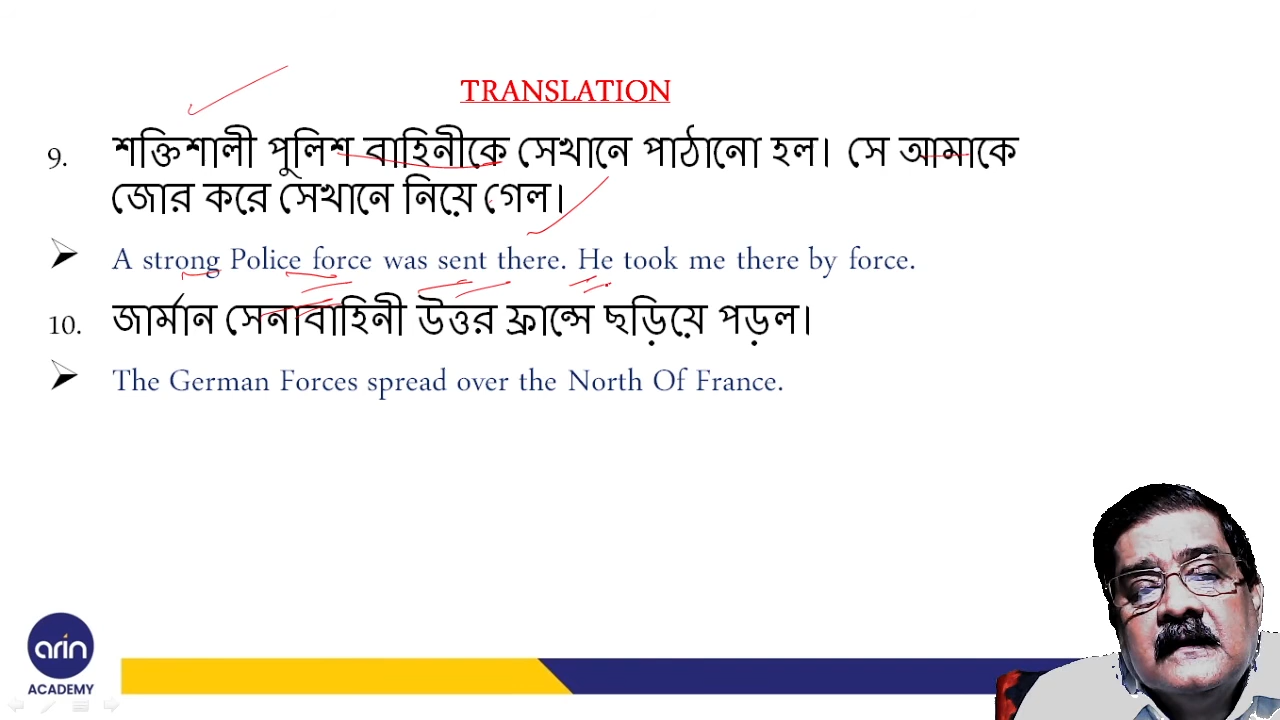 TRANSLATION
9. শক্তিশালী পুলিশ বাহিনীকে সেখানে পাঠানো হল। সে আমাকে
জোর করে সেখানে নিয়ে গেল।
A strong Police force was sent there. He took me there by force.
10. জার্মান সেনাবাহিনী উত্তর ফ্রান্সে ছড়িয়ে পড়ল।
The German Forces spread over the North Of France.
arin
ACADEMY